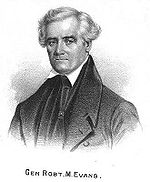 GEN ROBT. M. EVANS.